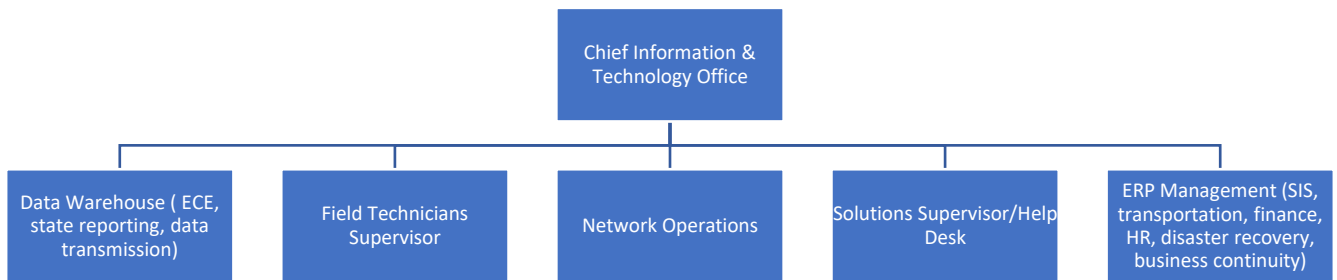 Chief Information &
Technology Office
Data Warehouse ( ECE,
state reporting, data
transmission)
Field Technicians
Supervisor
Network Operations
Solutions Supervisor/Help
Desk
ERP Management (SIS,
transportation, finance,
HR, disaster recovery,
business continuity)